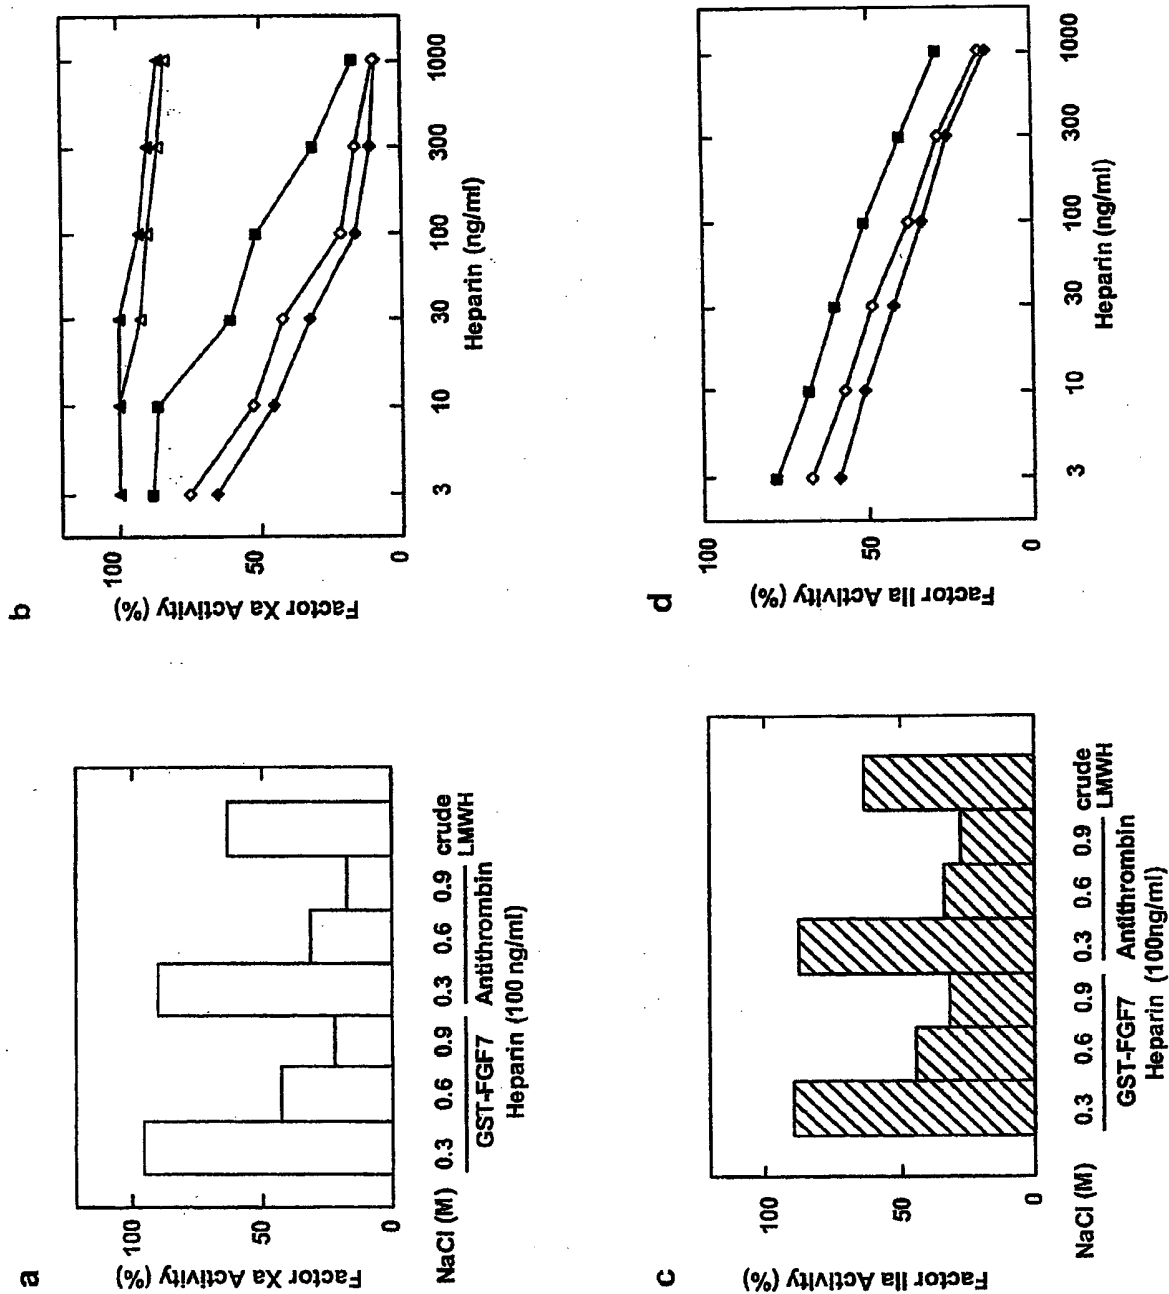 a
Factor Xa Activity (%)
100
50
0
NaCl (M) 0.3 0.6 0.9 0.3 0.6 0.9 crude
GST-FGF7 Antithrombin LMWH
Heparin (100 ng/ml)
b
Factor Xa Activity (%)
100
50
0
3 10 30 100 300 1000
Heparin (ng/ml)
c
Factor IIa Activity (%)
100
50
0
NaCl (M) 0.3 0.6 0.9 0.3 0.6 0.9 crude
GST-FGF7 Antithrombin LMWH
Heparin (100ng/ml)
d
Factor IIa Activity (%)
100
50
0
3 10 30 100 300 1000
Heparin (ng/ml)